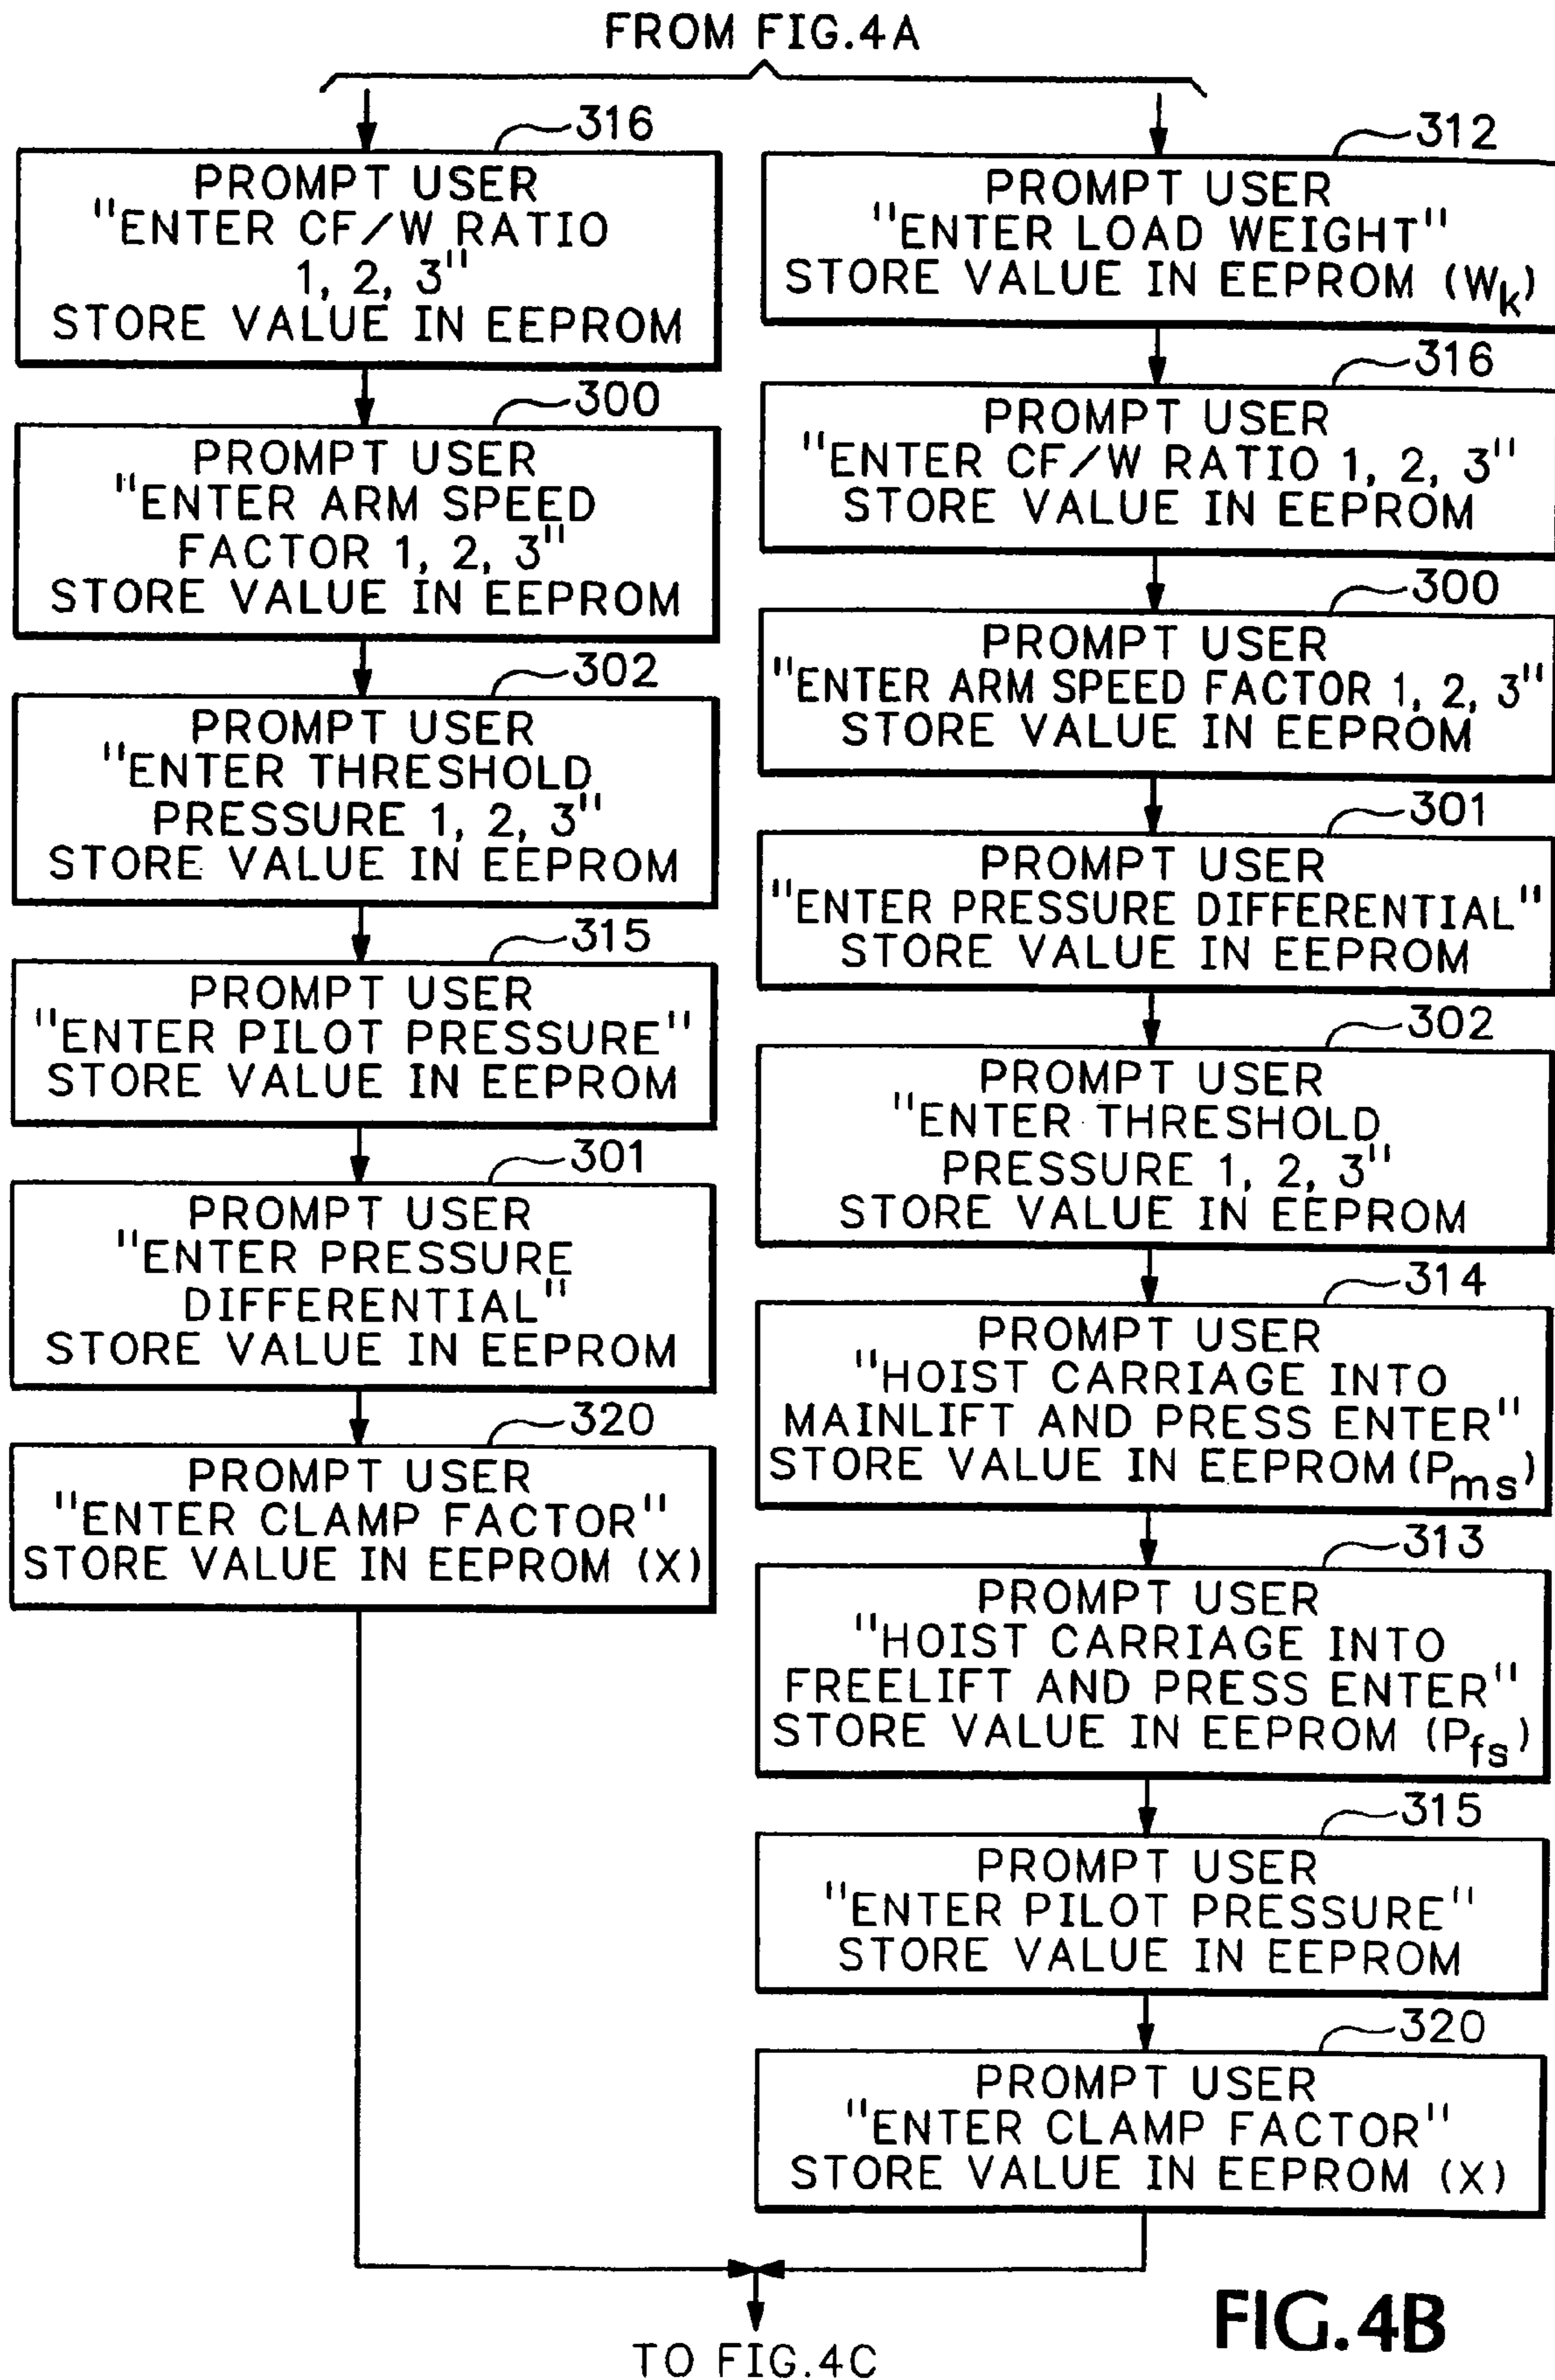 FROM FIG.4A
316
PROMPT USER
"ENTER CF/W RATIO
1, 2, 3"
STORE VALUE IN EEPROM
300
PROMPT USER
"ENTER ARM SPEED
FACTOR 1, 2, 3"
STORE VALUE IN EEPROM
302
PROMPT USER
"ENTER THRESHOLD
PRESSURE 1, 2, 3"
STORE VALUE IN EEPROM
315
PROMPT USER
"ENTER PILOT PRESSURE"
STORE VALUE IN EEPROM
301
PROMPT USER
"ENTER PRESSURE
DIFFERENTIAL"
STORE VALUE IN EEPROM
320
PROMPT USER
"ENTER CLAMP FACTOR"
STORE VALUE IN EEPROM (X)
312
PROMPT USER
"ENTER LOAD WEIGHT"
STORE VALUE IN EEPROM (Wk)
316
PROMPT USER
"ENTER CF/W RATIO 1, 2, 3"
STORE VALUE IN EEPROM
300
PROMPT USER
"ENTER ARM SPEED FACTOR 1, 2, 3"
STORE VALUE IN EEPROM
301
PROMPT USER
"ENTER PRESSURE DIFFERENTIAL"
STORE VALUE IN EEPROM
302
PROMPT USER
"ENTER THRESHOLD
PRESSURE 1, 2, 3"
STORE VALUE IN EEPROM
314
PROMPT USER
"HOIST CARRIAGE INTO
MAINLIFT AND PRESS ENTER"
STORE VALUE IN EEPROM (Pms)
313
PROMPT USER
"HOIST CARRIAGE INTO
FREELIFT AND PRESS ENTER"
STORE VALUE IN EEPROM (Pfs)
315
PROMPT USER
"ENTER PILOT PRESSURE"
STORE VALUE IN EEPROM
320
PROMPT USER
"ENTER CLAMP FACTOR"
STORE VALUE IN EEPROM (X)
TO FIG.4C
FIG.4B